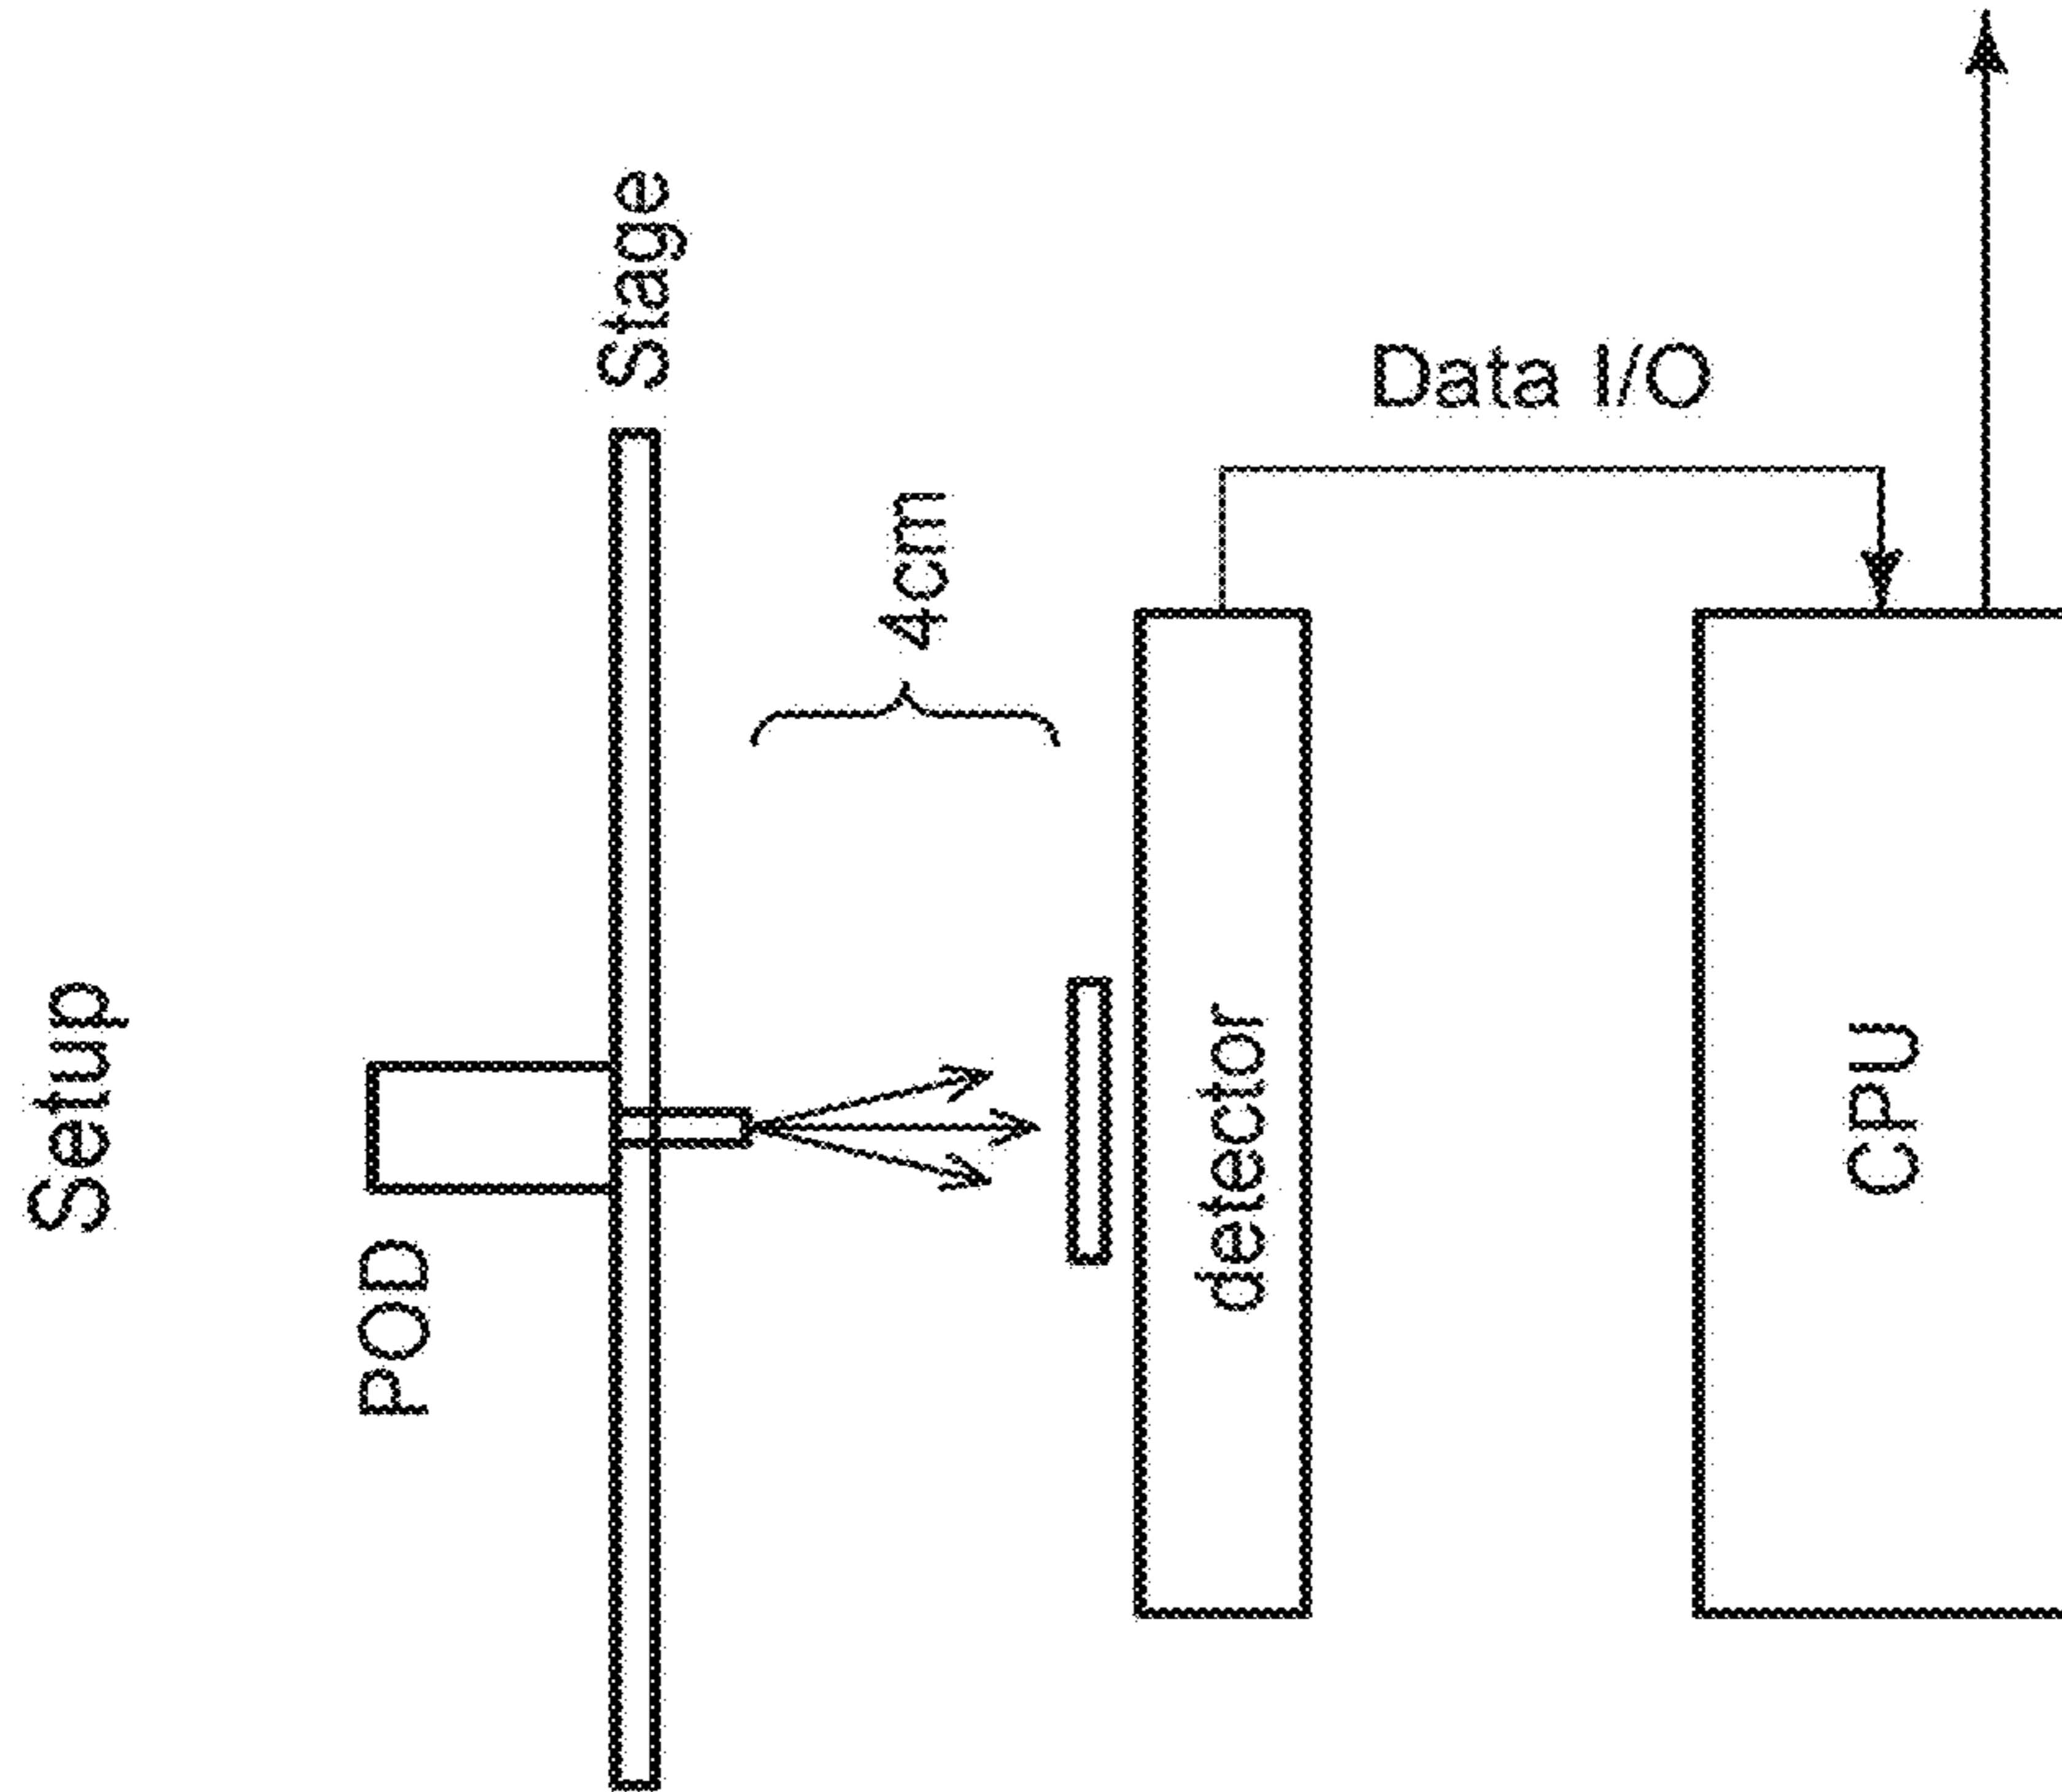 Setup
POD
Stage
4cm
Data I/O
detector
CPU